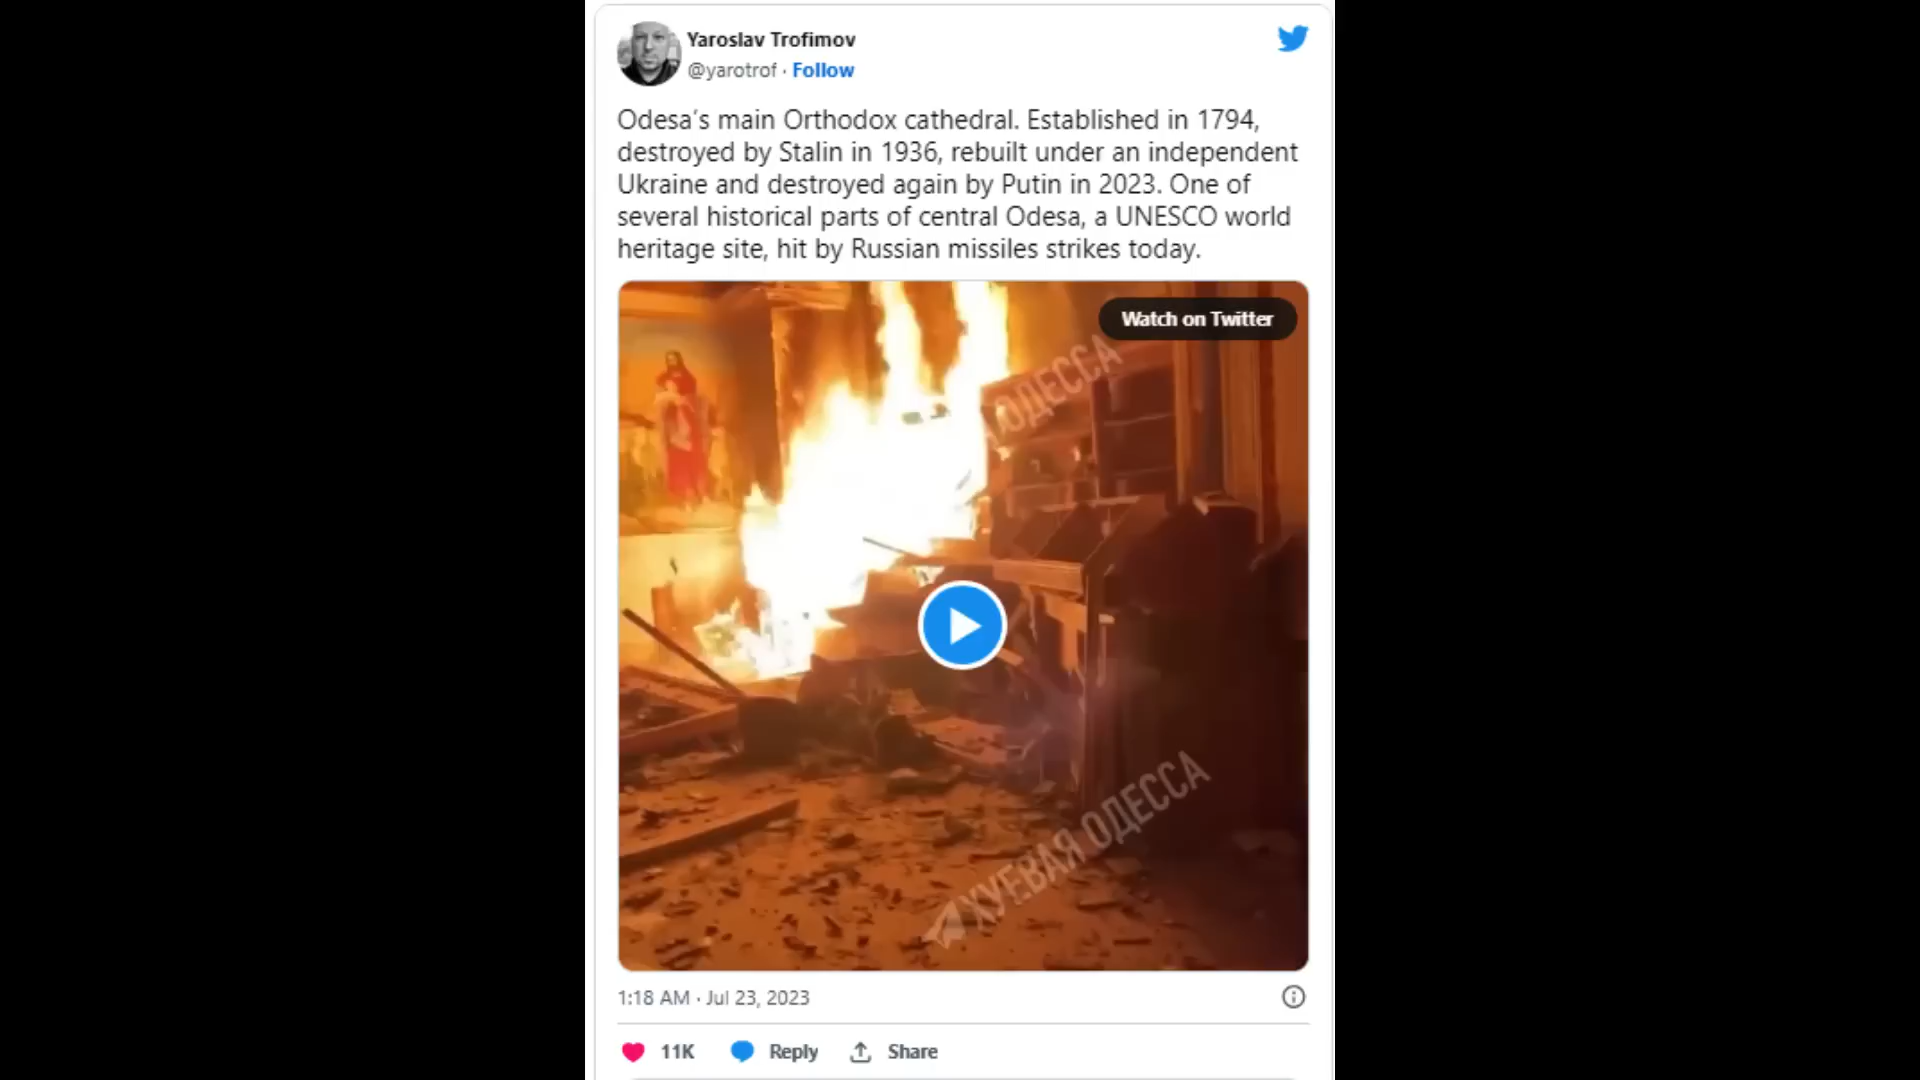 Yaroslav Trofimov
@yarotrof · Follow
Odesa's main Orthodox cathedral. Established in 1794,
destroyed by Stalin in 1936, rebuilt under an independent
Ukraine and destroyed again by Putin in 2023. One of
several historical parts of central Odesa, a UNESCO world
heritage site, hit by Russian missiles strikes today.
Watch on Twitter
ОДЕССА
ХУЕВАЯ ОДЕССА
1:18 AM · Jul 23, 2023
11K Reply Share